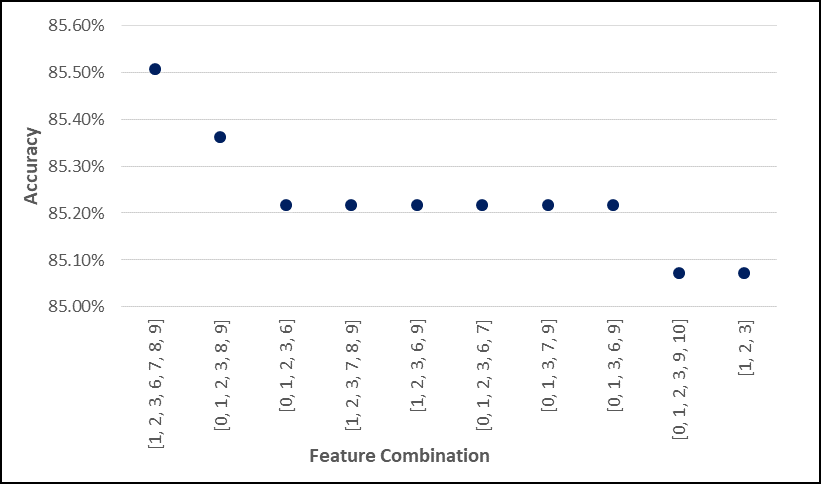 85.60%
85.50%
85.40%
85.30%
85.20%
85.10%
85.00%
Accuracy
[1, 2, 3, 6, 7, 8, 9]
[0, 1, 2, 3, 8, 9]
[0, 1, 2, 3, 6]
[1, 2, 3, 7, 8, 9]
[1, 2, 3, 6, 9]
[0, 1, 2, 3, 6, 7]
[0, 1, 3, 7, 9]
[0, 1, 3, 6, 9]
[0, 1, 2, 3, 9, 10]
[1, 2, 3]
Feature Combination